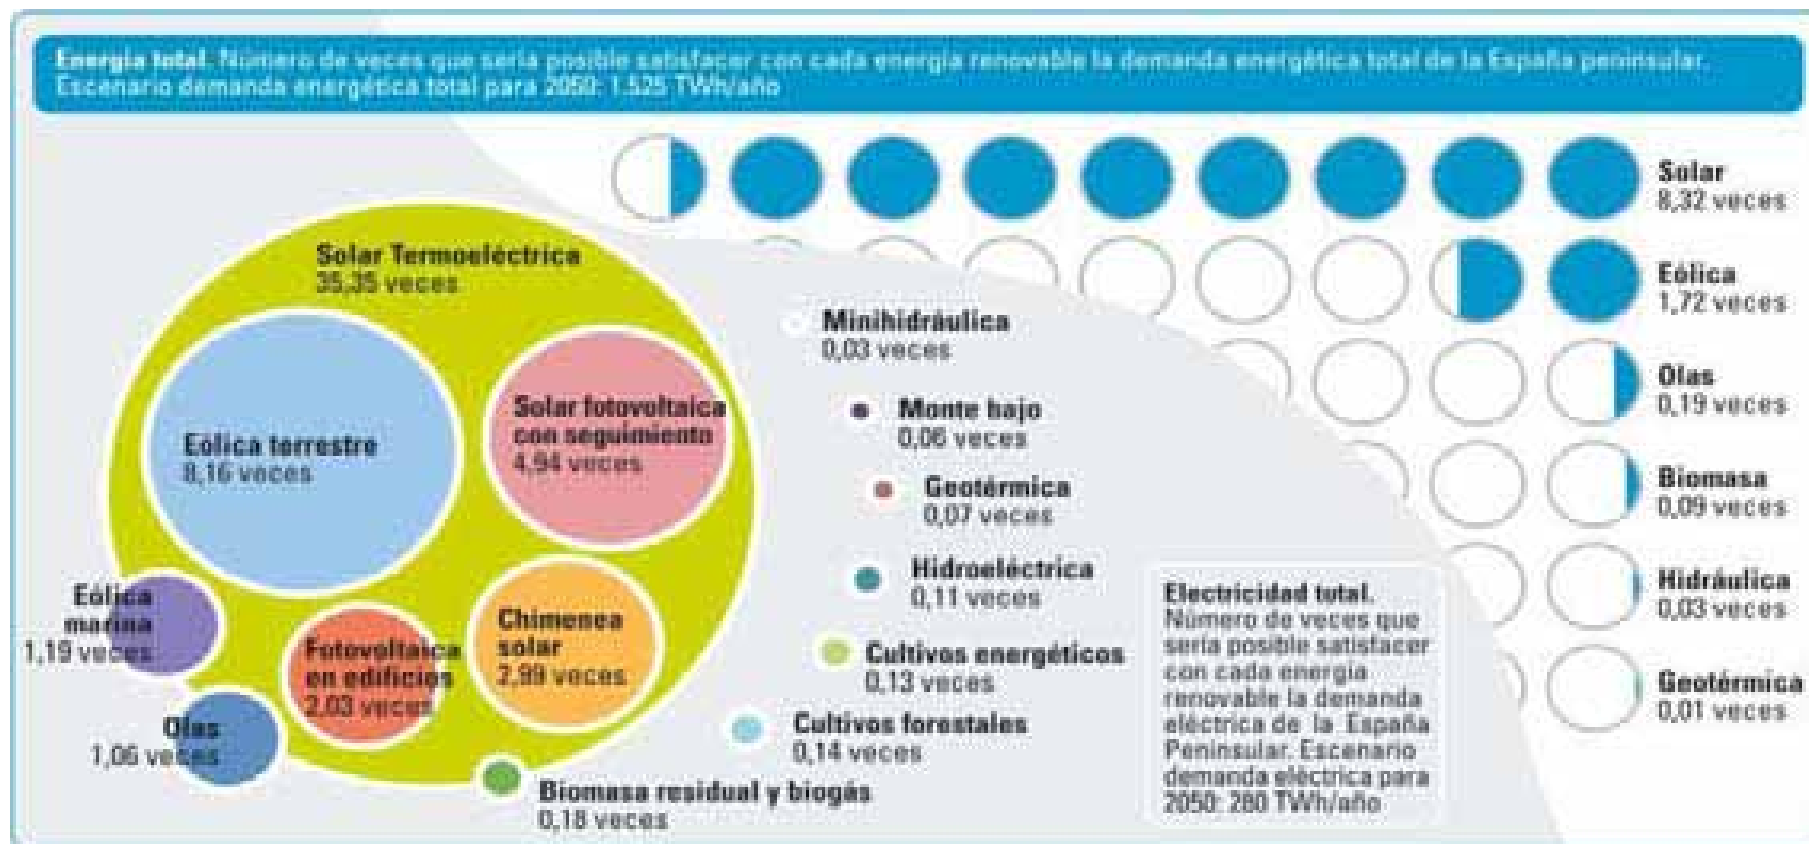 Energía total. Número de veces que sería posible satisfacer con cada energía renovable la demanda energética total de la España peninsular.
Escenario demanda energética total para 2050: 1.525 TWh/año
Solar
8,32 veces
Eólica
1,72 veces
Olas
0,19 veces
Biomasa
0,09 veces
Hidráulica
0,03 veces
Geotérmica
0,01 veces
Solar Termoeléctrica
35,35 veces
Eólica terrestre
8,16 veces
Solar fotovoltaica
con seguimiento
4,94 veces
Eólica
marina
1,19 veces
Fotovoltaica
en edificios
2,03 veces
Chimenea
solar
2,99 veces
Olas
1,06 veces
Minihidráulica
0,03 veces
Monte bajo
0,06 veces
Geotérmica
0,07 veces
Hidroeléctrica
0,11 veces
Cultivos energéticos
0,13 veces
Cultivos forestales
0,14 veces
Biomasa residual y biogás
0,18 veces
Electricidad total.
Número de veces que
sería posible satisfacer
con cada energía
renovable la demanda
eléctrica de la España
Peninsular. Escenario
demanda eléctrica para
2050: 280 TWh/año